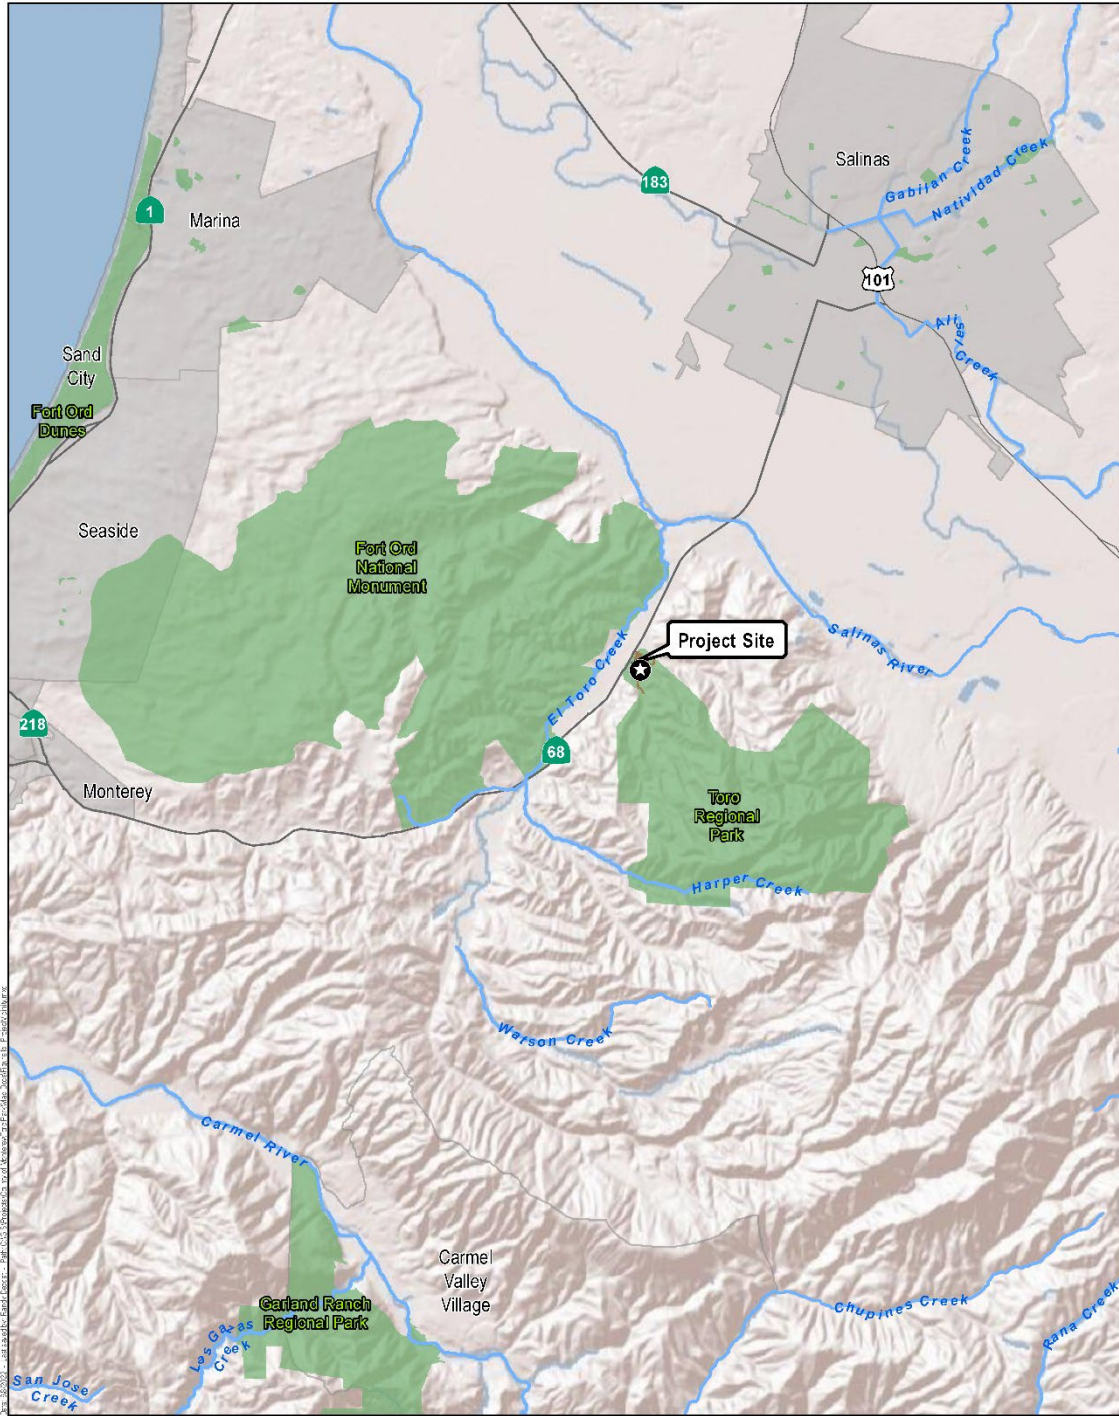 Salinas
Gabilan Creek
Natividad Creek
183
1
Marina
101
Alisal
Creek
Sand
City
Fort Ord
Dunes
Seaside
Fort Ord
National
Monument
Project Site
El Toro Creek
Salinas River
218
68
Monterey
Toro
Regional
Park
Harper Creek
Watson Creek
Carmel River
Carmel
Valley
Village
Garland Ranch
Regional Park
Las Gazas
Creek
Chupines Creek
Rana Creek
San Jose
Creek